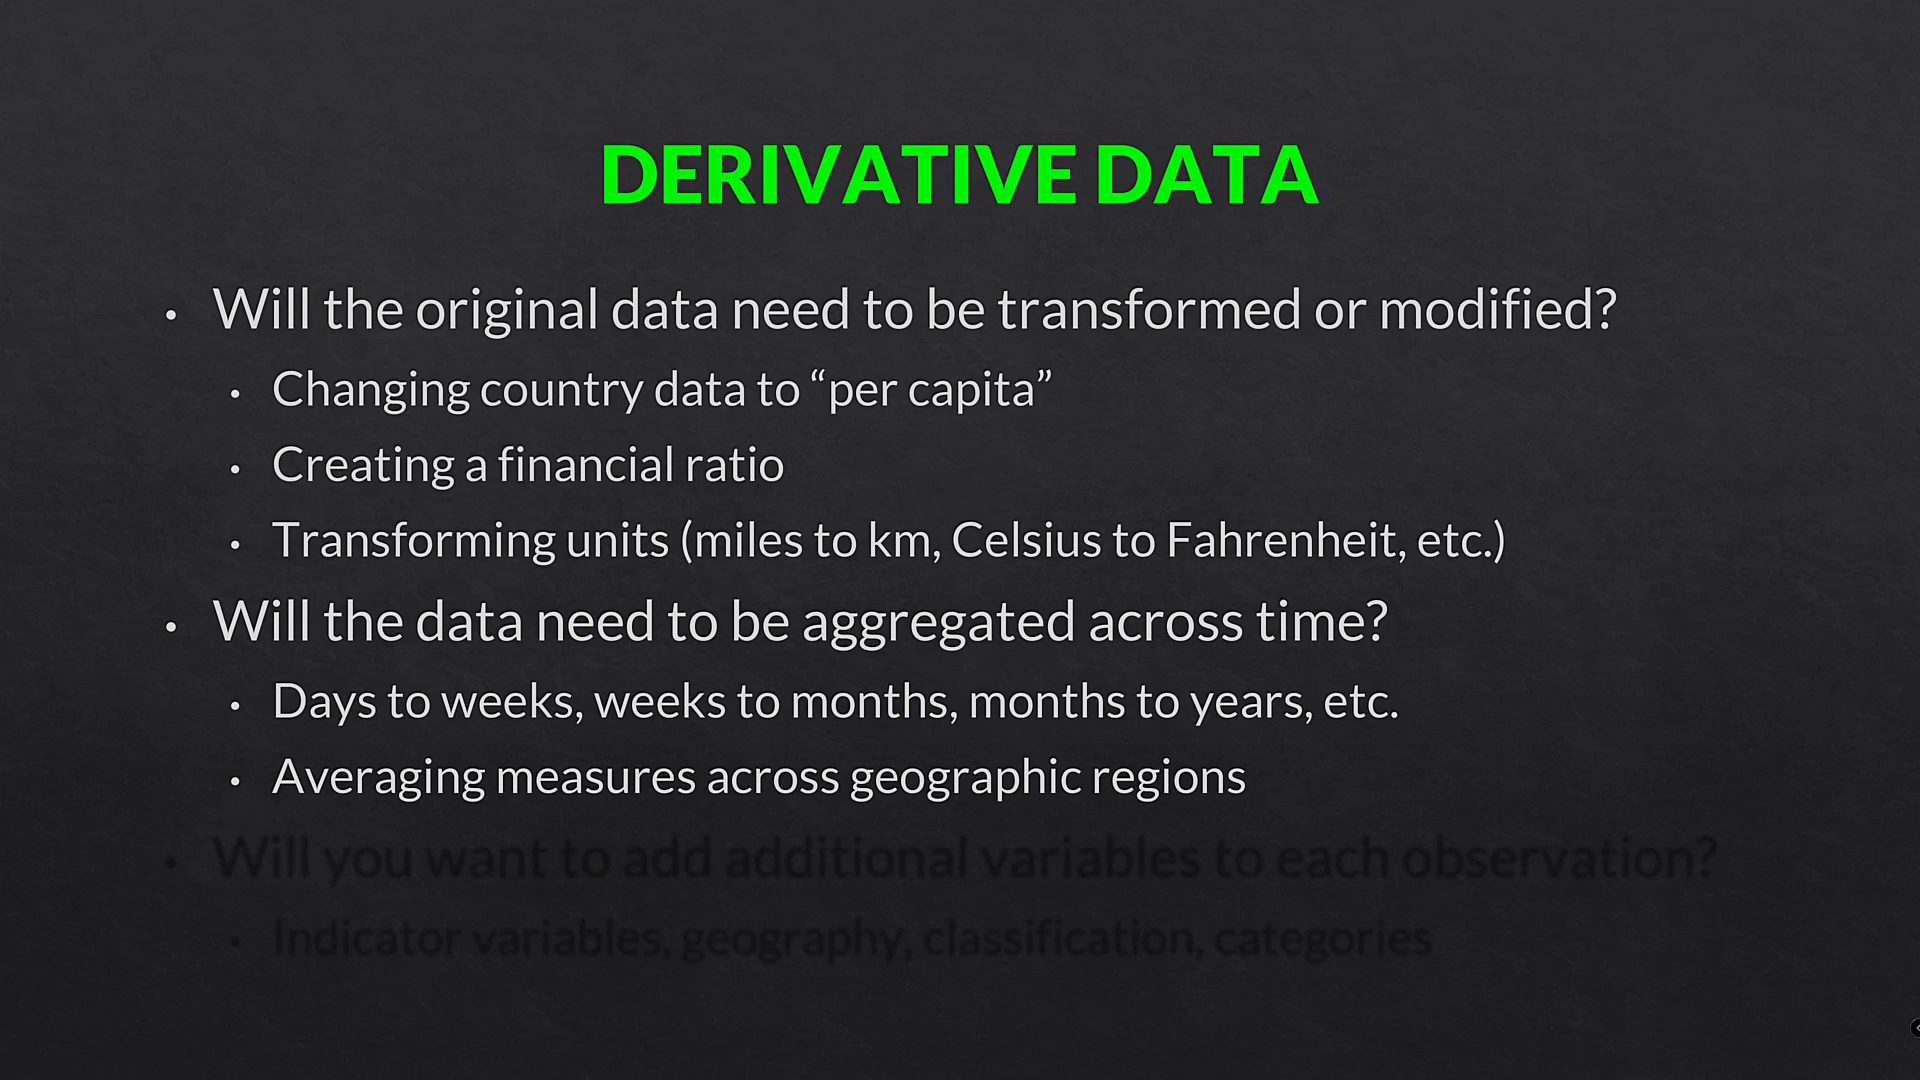 DERIVATIVE DATA
• Will the original data need to be transformed or modified?
• Changing country data to “per capita”
• Creating a financial ratio
• Transforming units (miles to km, Celsius to Fahrenheit, etc.)
• Will the data need to be aggregated across time?
• Days to weeks, weeks to months, months to years, etc.
• Averaging measures across geographic regions
• Will you want to add additional variables to each observation?
• Indicator variables, geography, classification, categories